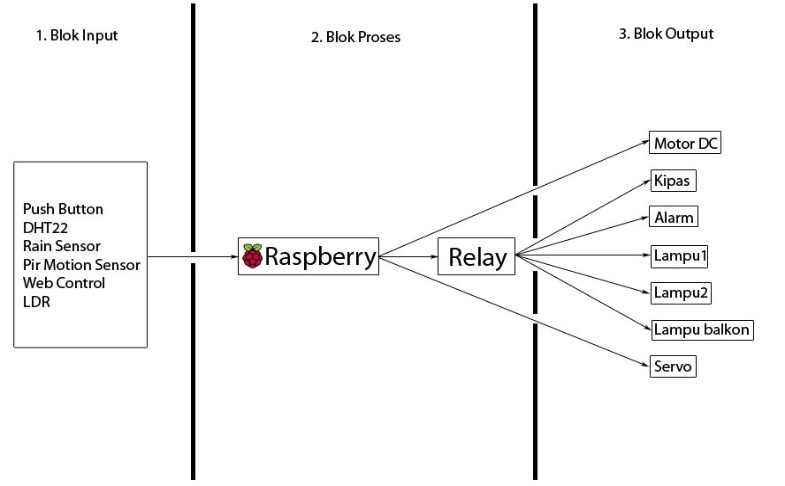 1. Blok Input
2. Blok Proses
3. Blok Output
Push Button
DHT22
Rain Sensor
Pir Motion Sensor
Web Control
LDR
Raspberry
Relay
Motor DC
Kipas
Alarm
Lampu1
Lampu2
Lampu balkon
Servo